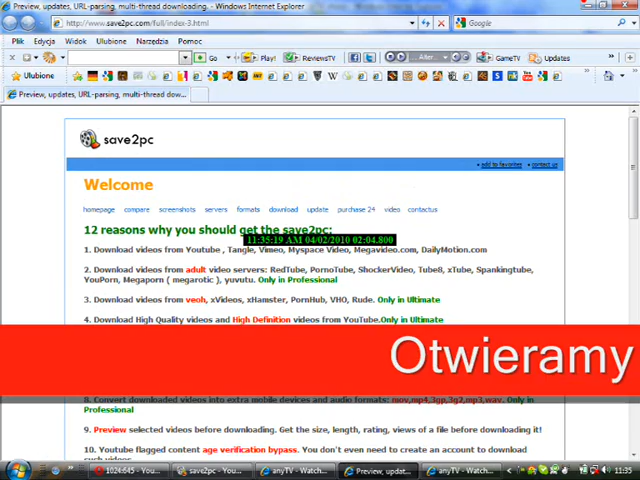 Preview, updates, URL-parsing, multi-thread downloading. - Windows Internet Explorer
http://www.save2pc.com/full/index-3.html
Google
Plik Edycja Widok Ulubione Narzędzia Pomoc
Go Play! ReviewsTV Alter... GameTV Updates
Ulubione
Preview, updates, URL-parsing, multi-thread dow...
save2pc
add to favorites contact us
Welcome
homepage compare screenshots servers formats download update purchase 24 video contactus
12 reasons why you should get the save2pc:
11:35:19 AM 04/02/2010 02:04.800
1. Download videos from Youtube , Tangle, Vimeo, Myspace Video, Megavideo.com, DailyMotion.com
2. Download videos from adult video servers: RedTube, PornoTube, ShockerVideo, Tube8, xTube, Spankingtube,
YouPorn, Megaporn ( megarotic ), yuvutu. Only in Professional
3. Download videos from veoh, xVideos, xHamster, PornHub, VHO, Rude. Only in Ultimate
4. Download High Quality videos and High Definition videos from YouTube.Only in Ultimate
Otwieramy
8. Convert downloaded videos into extra mobile devices and audio formats: mov,mp4,3gp,3g2,mp3,wav. Only in
Professional
9. Preview selected videos before downloading. Get the size, length, rating, views of a file before downloading it!
10. Youtube flagged content age verification bypass. You don't even need to create an account to download
1024:645 - You... save2pc - You... anyTV - Watch... Preview, updat... anyTV - Watch... 11:35